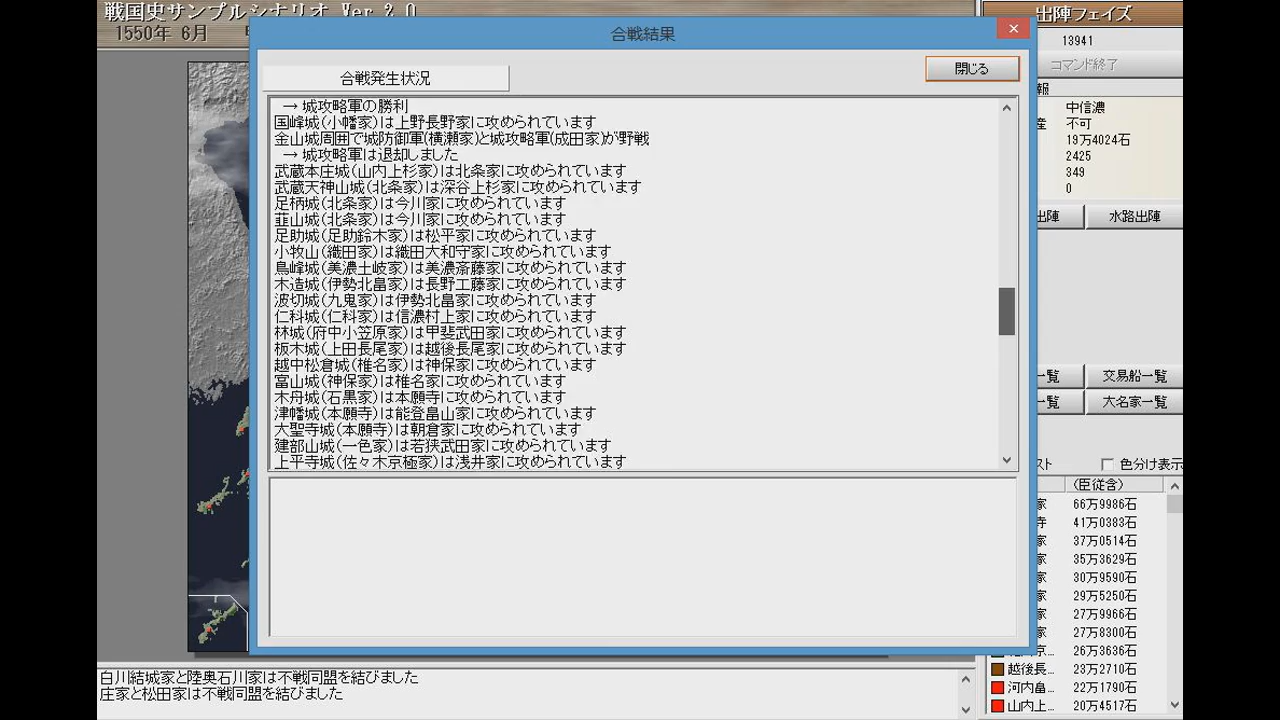 戦国史サンプルシナリオ Ver 2.0
1550年 6月
合戦結果
合戦発生状況
閉じる
→ 城攻略軍の勝利
国峰城(小幡家)は上野長野家に攻められています
金山城周囲で城防御軍(横瀬家)と城攻略軍(成田家)が野戦
→ 城攻略軍は退却しました
武蔵本庄城(山内上杉家)は北条家に攻められています
武蔵天神山城(北条家)は深谷上杉家に攻められています
足柄城(北条家)は今川家に攻められています
韮山城(北条家)は今川家に攻められています
足助城(足助鈴木家)は松平家に攻められています
小牧山(織田家)は織田大和守家に攻められています
鳥峰城(美濃土岐家)は美濃斎藤家に攻められています
木造城(伊勢北畠家)は長野工藤家に攻められています
波切城(九鬼家)は伊勢北畠家に攻められています
仁科城(仁科家)は信濃村上家に攻められています
林城(府中小笠原家)は甲斐武田家に攻められています
板木城(上田長尾家)は越後長尾家に攻められています
越中松倉城(椎名家)は神保家に攻められています
富山城(神保家)は椎名家に攻められています
木舟城(石黒家)は本願寺に攻められています
津幡城(本願寺)は能登畠山家に攻められています
大聖寺城(本願寺)は朝倉家に攻められています
建部山城(一色家)は若狭武田家に攻められています
上平寺城(佐々木京極家)は浅井家に攻められています
出陣フェイズ
13941
コマンド終了
報
中信濃
産 不可
19万4024石
2425
349
0
出陣 水路出陣
一覧 交易船一覧
一覧 大名家一覧
スト 色分け表示
(臣従含)
家 66万9986石
寺 41万0383石
家 37万0514石
家 35万3629石
家 30万9590石
家 29万5250石
家 27万9966石
家 27万8300石
26万3636石
越後長… 23万2710石
河内畠… 22万1790石
山内上… 20万4517石
白川結城家と陸奥石川家は不戦同盟を結びました
庄家と松田家は不戦同盟を結びました